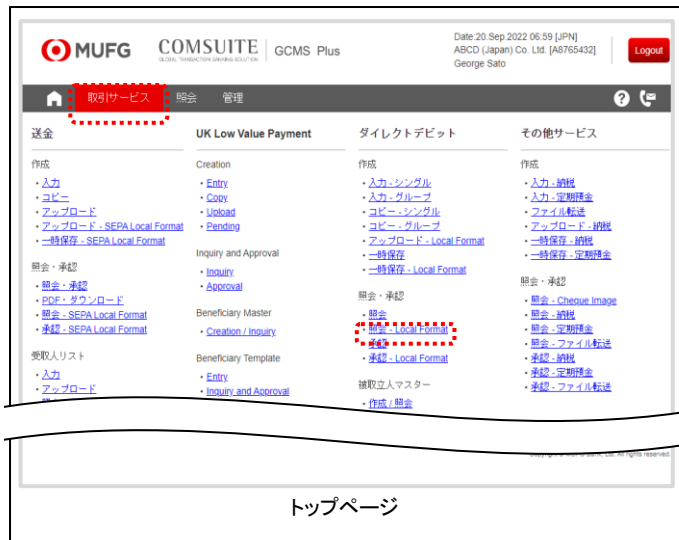 MUFG COMSUITE GCMS Plus
GLOBAL TRANSACTION BANKING SOLUTION
Date:20.Sep.2022 06:59 [JPN]
ABCD (Japan) Co. Ltd. [A8765432]
George Sato
Logout
取引サービス 照会 管理
送金
作成
・入力
・コピー
・アップロード
・アップロード - SEPA Local Format
・一時保存 - SEPA Local Format
照会・承認
・照会・承認
・PDF・ダウンロード
・照会 - SEPA Local Format
・承認 - SEPA Local Format
受取人リスト
・入力
・アップロード
UK Low Value Payment
Creation
・Entry
・Copy
・Upload
・Pending
Inquiry and Approval
・Inquiry
・Approval
Beneficiary Master
・Creation / Inquiry
Beneficiary Template
・Entry
・Inquiry and Approval
ダイレクトデビット
作成
・入力 - シングル
・入力 - グループ
・コピー - シングル
・コピー - グループ
・アップロード - Local Format
・一時保存
・一時保存 - Local Format
照会・承認
・照会
・照会 - Local Format
・承認
・承認 - Local Format
被取立人マスター
・作成 / 照会
その他サービス
作成
・入力 - 納税
・入力 - 定期預金
・ファイル転送
・アップロード - 納税
・一時保存 - 納税
・一時保存 - 定期預金
照会・承認
・照会 - Cheque Image
・照会 - 納税
・照会 - 定期預金
・照会 - ファイル転送
・承認 - 納税
・承認 - 定期預金
・承認 - ファイル転送
Ltd. All rights reserved.
トップページ